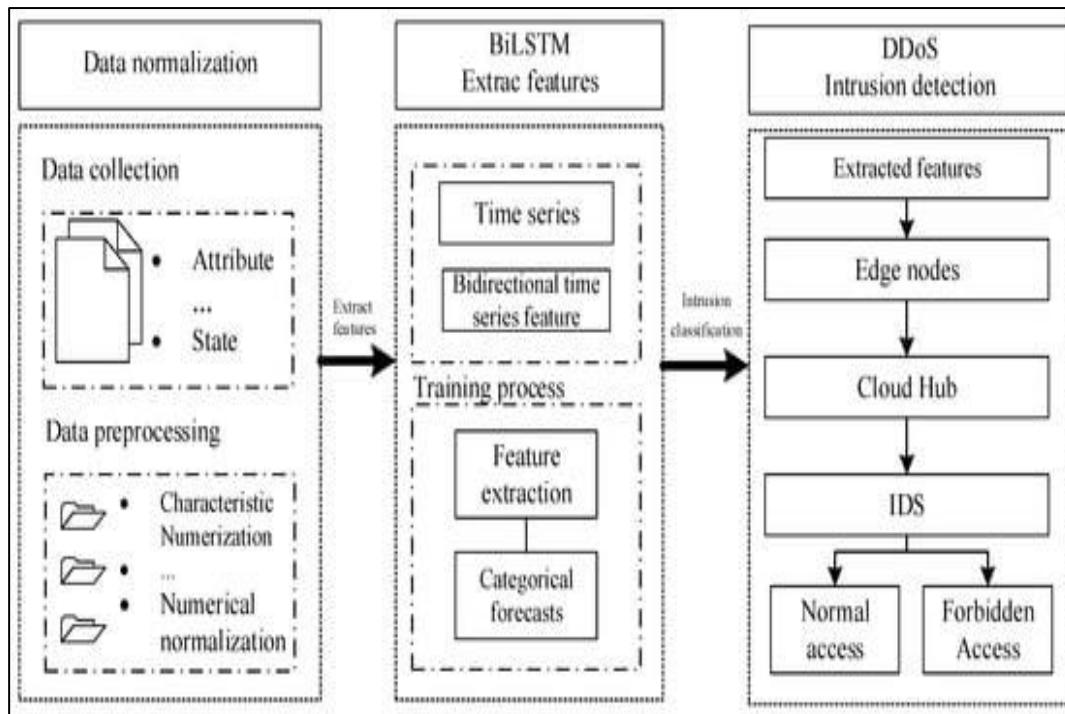 Data normalization
Data collection
• Attribute
...
• State
Data preprocessing
• Characteristic
Numerization
• ...
• Numerical
normalization
Extract
features
BiLSTM
Extrac features
Time series
Bidirectional time
series feature
Training process
Feature
extraction
Categorical
forecasts
Intrusion
classification
DDoS
Intrusion detection
Extracted features
Edge nodes
Cloud Hub
IDS
Normal
access
Forbidden
Access